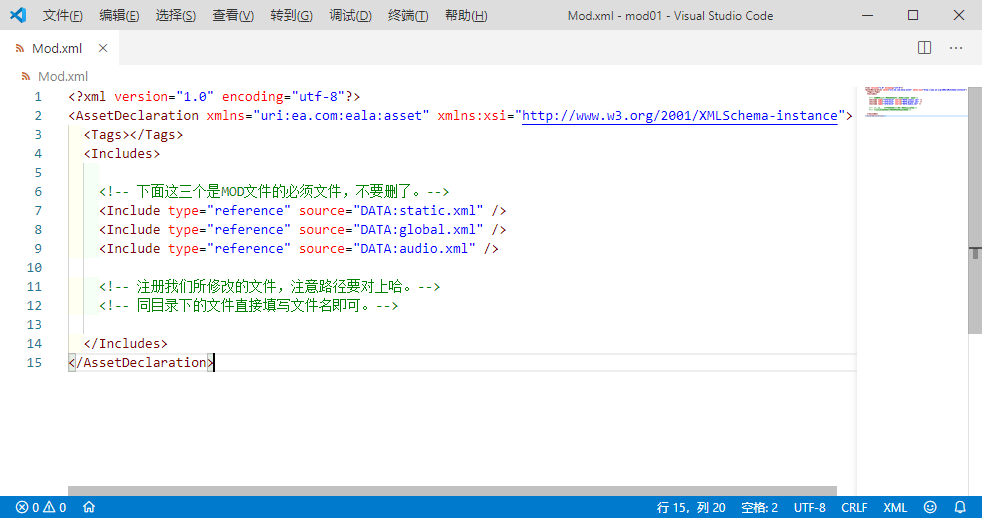 文件(F) 编辑(E) 选择(S) 查看(V) 转到(G) 调试(D) 终端(T) 帮助(H) Mod.xml - mod01 - Visual Studio Code
Mod.xml
Mod.xml
1 <?xml version="1.0" encoding="utf-8"?>
2 <AssetDeclaration xmlns="uri:ea.com:eala:asset" xmlns:xsi="http://www.w3.org/2001/XMLSchema-instance">
3 <Tags></Tags>
4 <Includes>
5
6 <!-- 下面这三个是MOD文件的必须文件，不要删了。-->
7 <Include type="reference" source="DATA:static.xml" />
8 <Include type="reference" source="DATA:global.xml" />
9 <Include type="reference" source="DATA:audio.xml" />
10
11 <!-- 注册我们所修改的文件，注意路径要对上哈。-->
12 <!-- 同目录下的文件直接填写文件名即可。-->
13
14 </Includes>
15 </AssetDeclaration>
0 0 行 15，列 20 空格: 2 UTF-8 CRLF XML